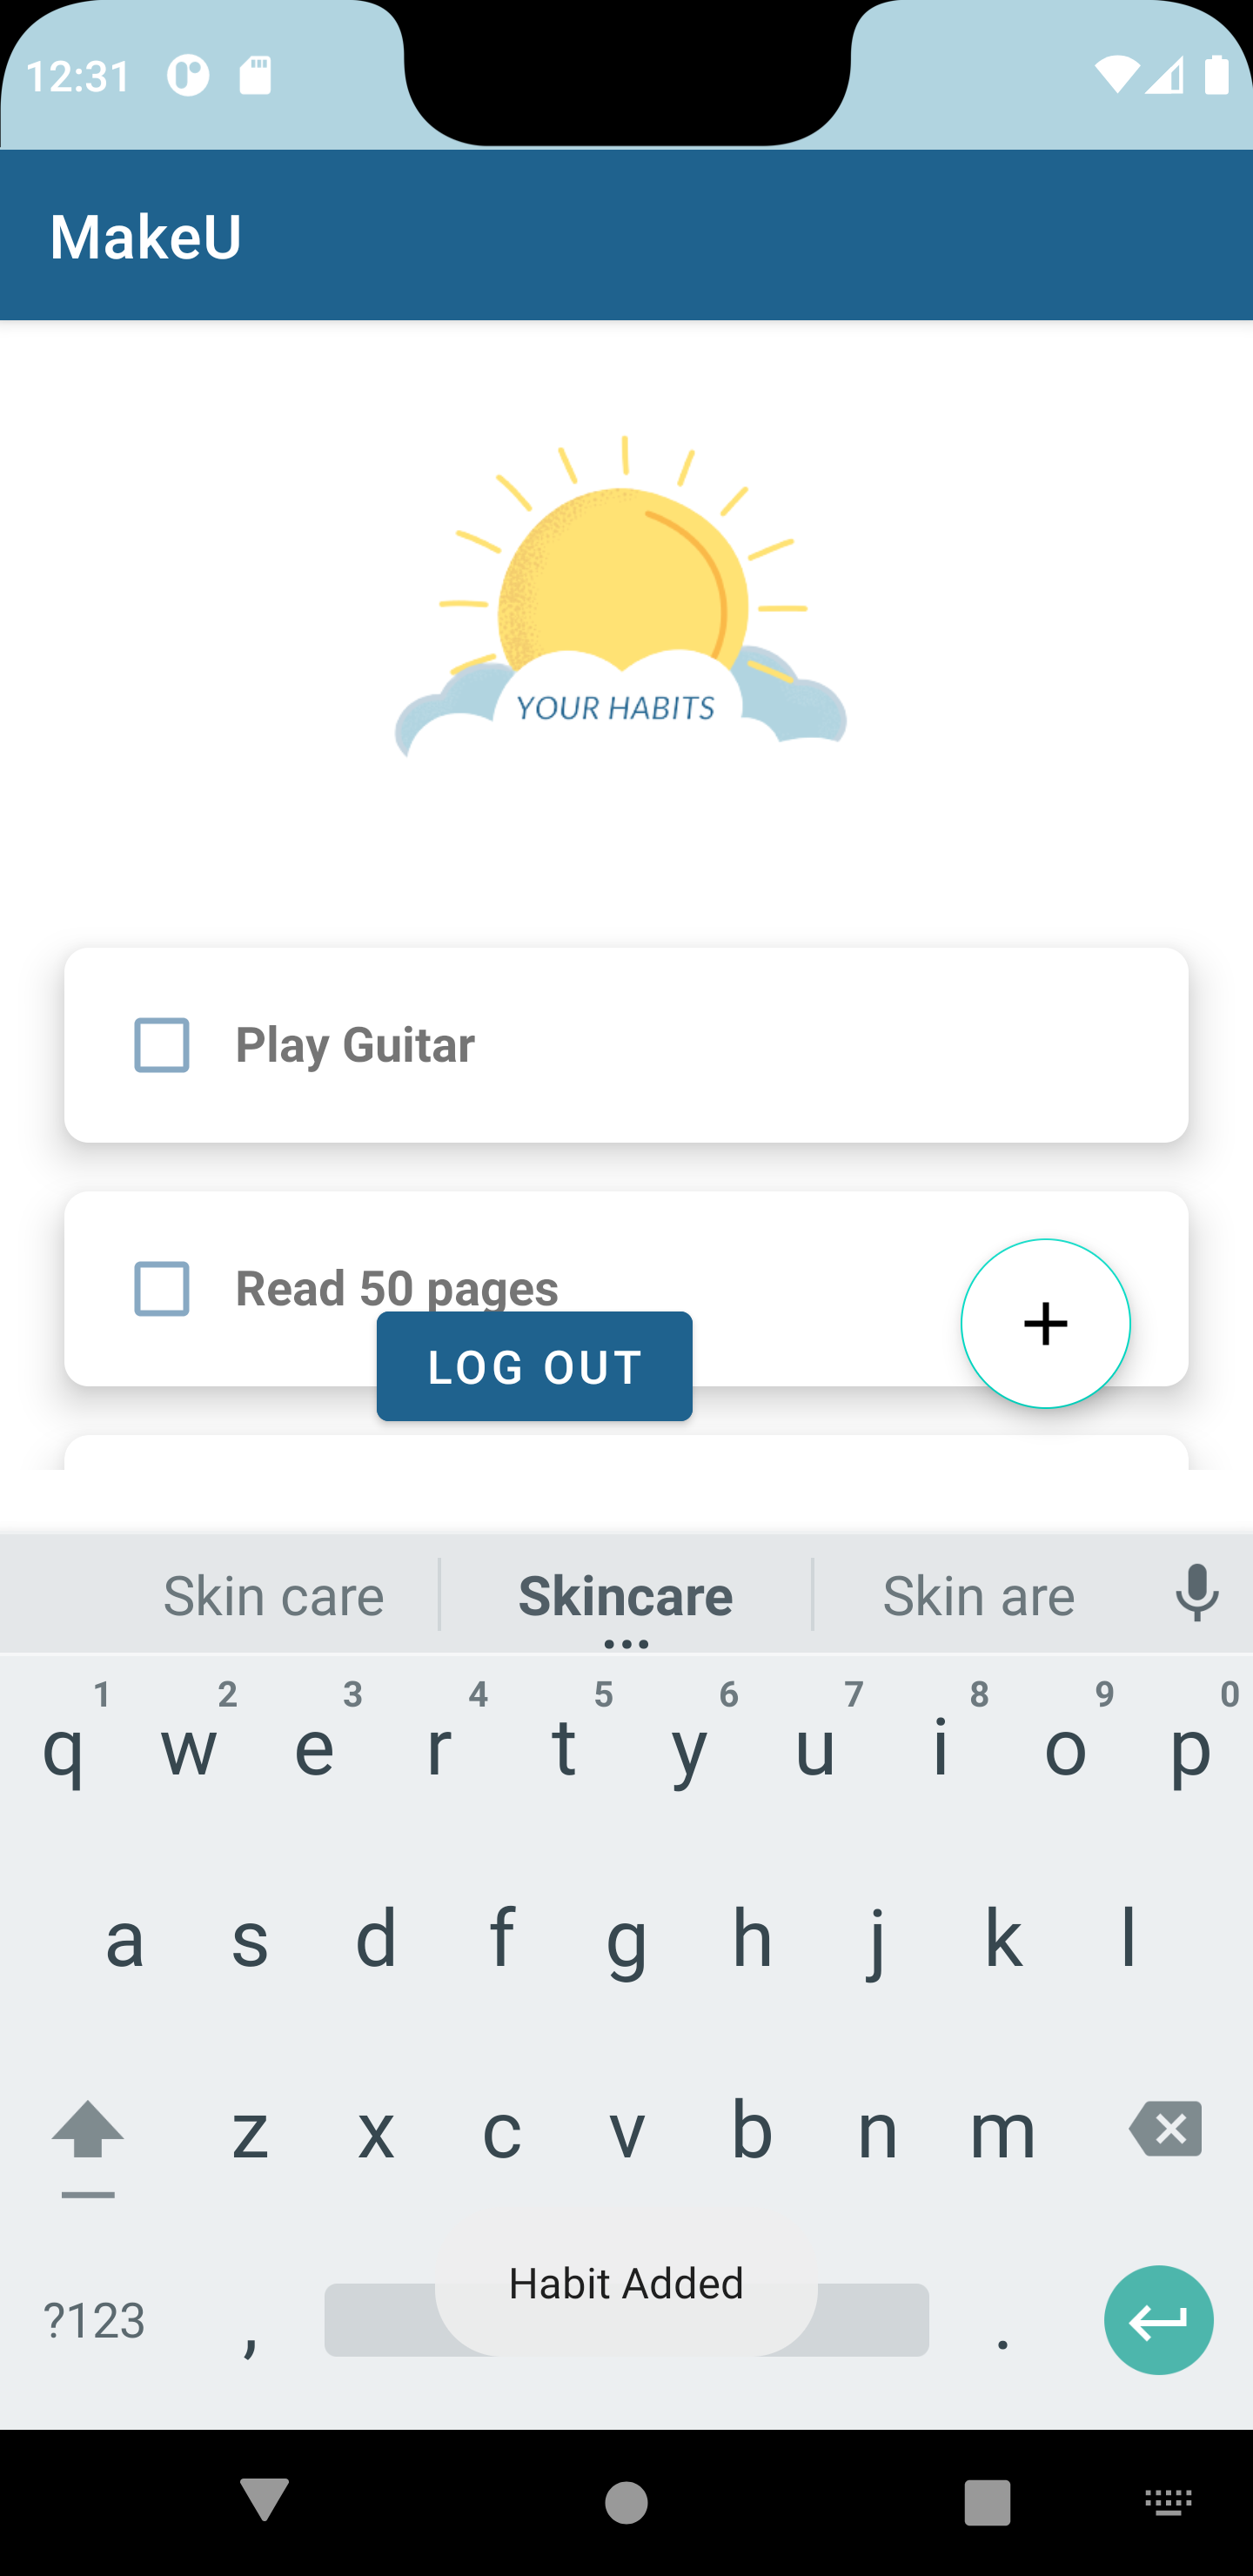 12:31
MakeU
YOUR HABITS
Play Guitar
Read 50 pages
LOG OUT
+
Skin care Skincare Skin are
1 2 3 4 5 6 7 8 9 0
q w e r t y u i o p
a s d f g h j k l
z x c v b n m
Habit Added
?123 , .